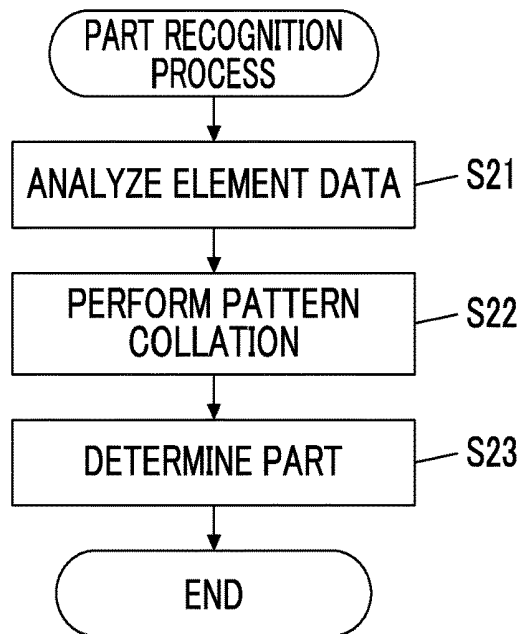 PART RECOGNITION
PROCESS
ANALYZE ELEMENT DATA
S21
PERFORM PATTERN
COLLATION
S22
DETERMINE PART
S23
END